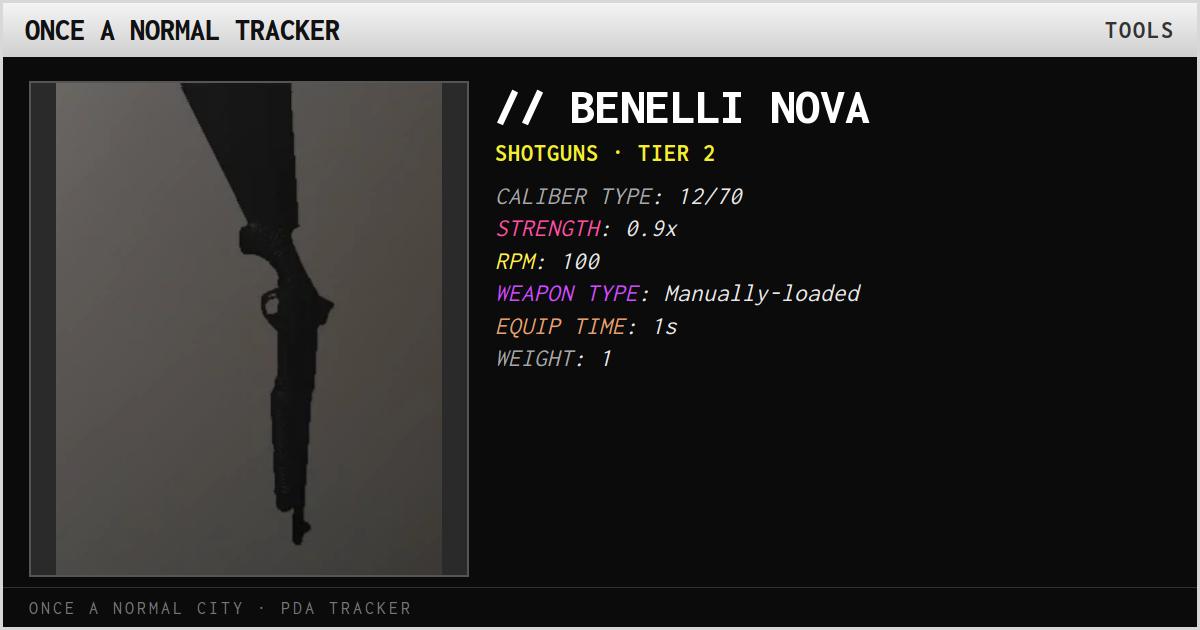 ONCE A NORMAL TRACKER
TOOLS
// BENELLI NOVA
SHOTGUNS · TIER 2
CALIBER TYPE: 12/70
STRENGTH: 0.9x
RPM: 100
WEAPON TYPE: Manually-loaded
EQUIP TIME: 1s
WEIGHT: 1
ONCE A NORMAL CITY · PDA TRACKER